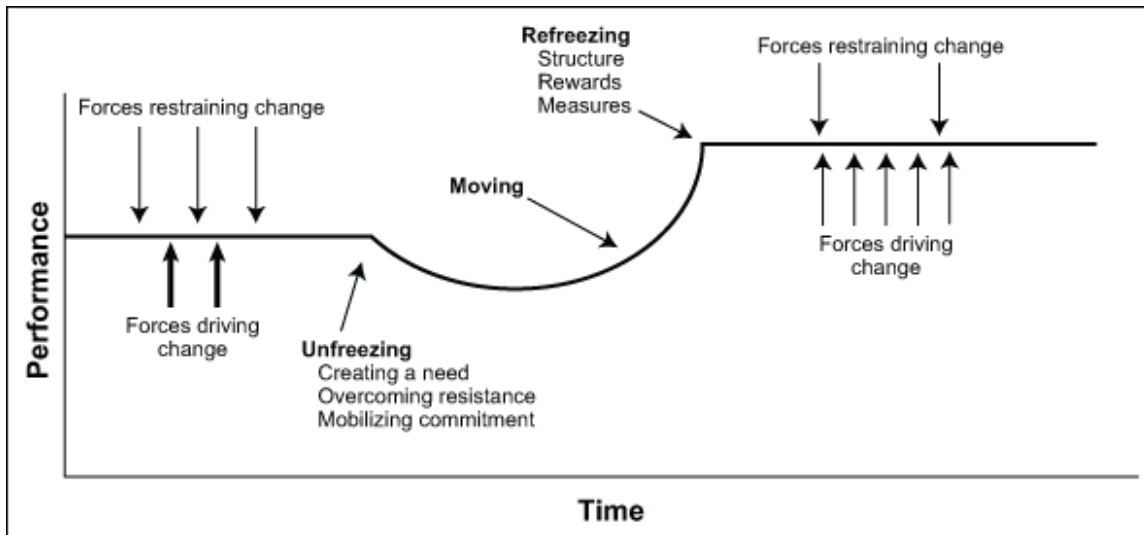 Refreezing
Structure
Rewards
Measures
Forces restraining change
Forces restraining change
Moving
Performance
Forces driving
change
Forces driving
change
Unfreezing
Creating a need
Overcoming resistance
Mobilizing commitment
Time